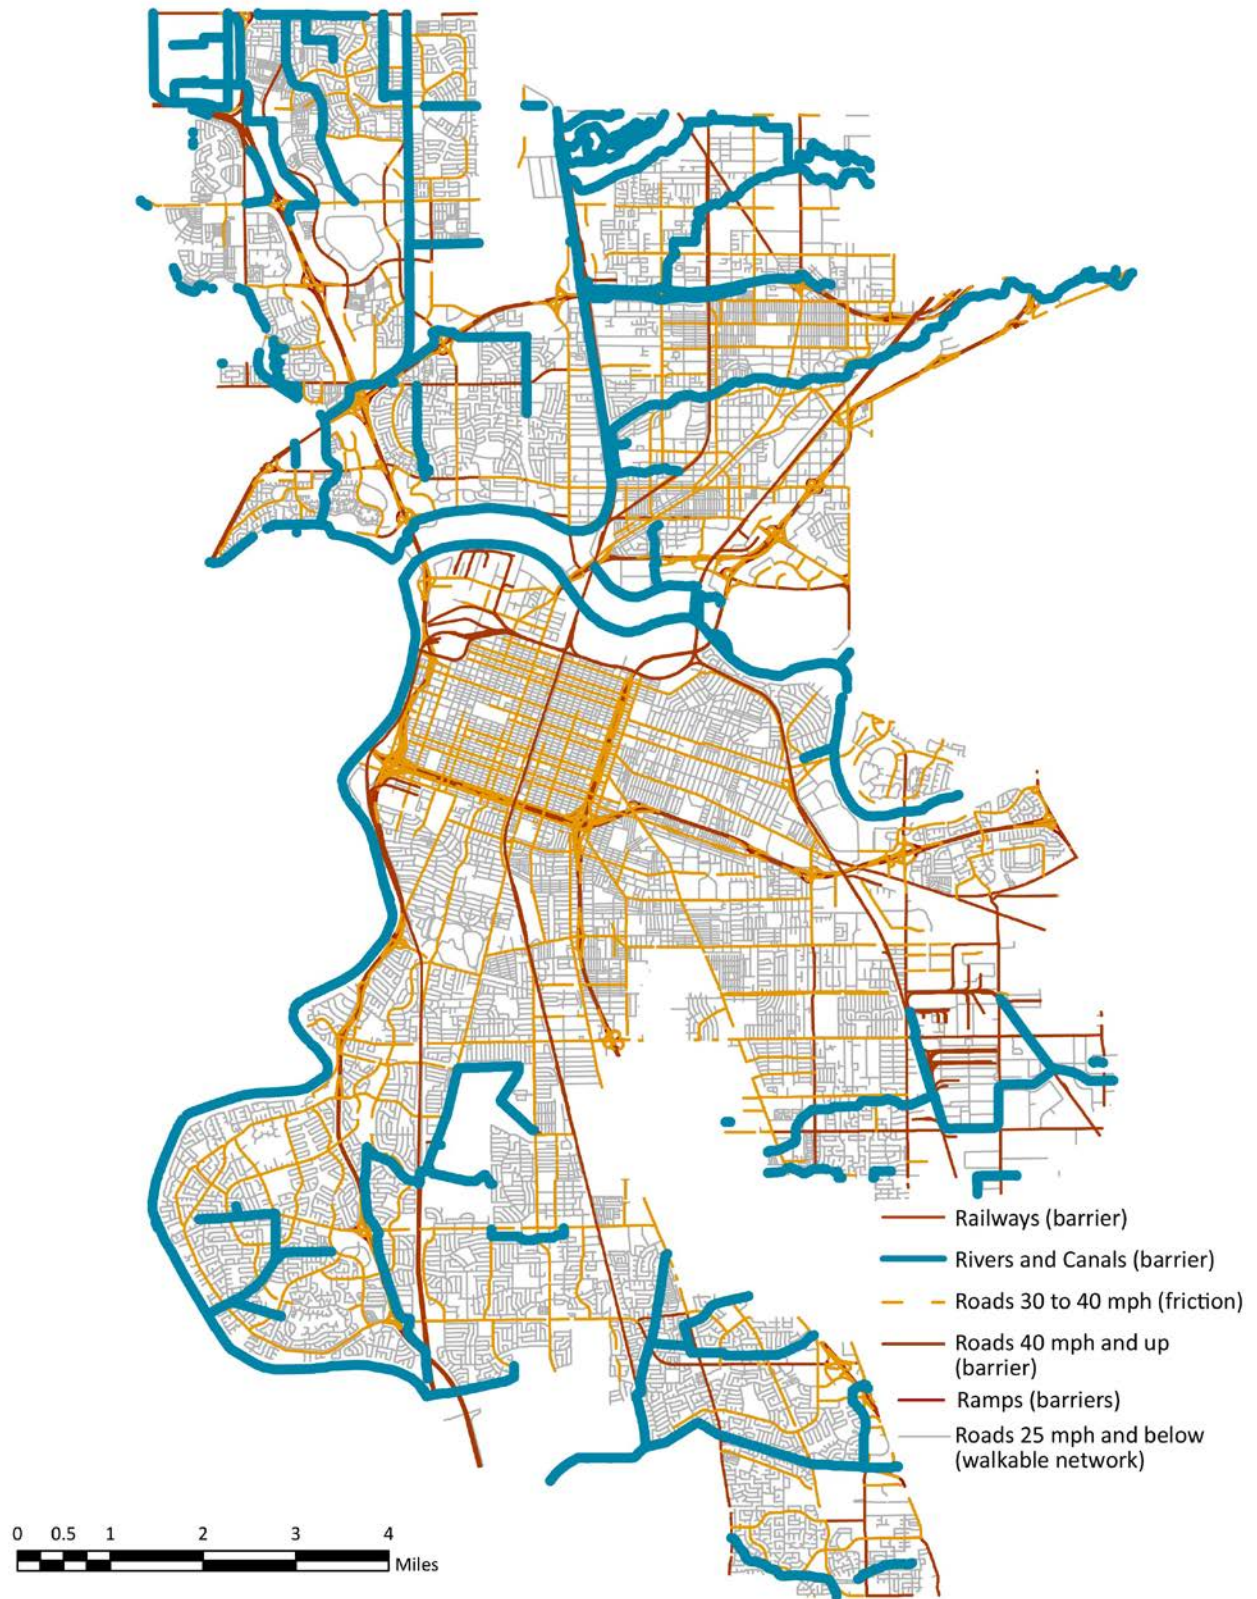 Railways (barrier)
Rivers and Canals (barrier)
Roads 30 to 40 mph (friction)
Roads 40 mph and up
(barrier)
Ramps (barriers)
Roads 25 mph and below
(walkable network)
0 0.5 1 2 3 4
Miles